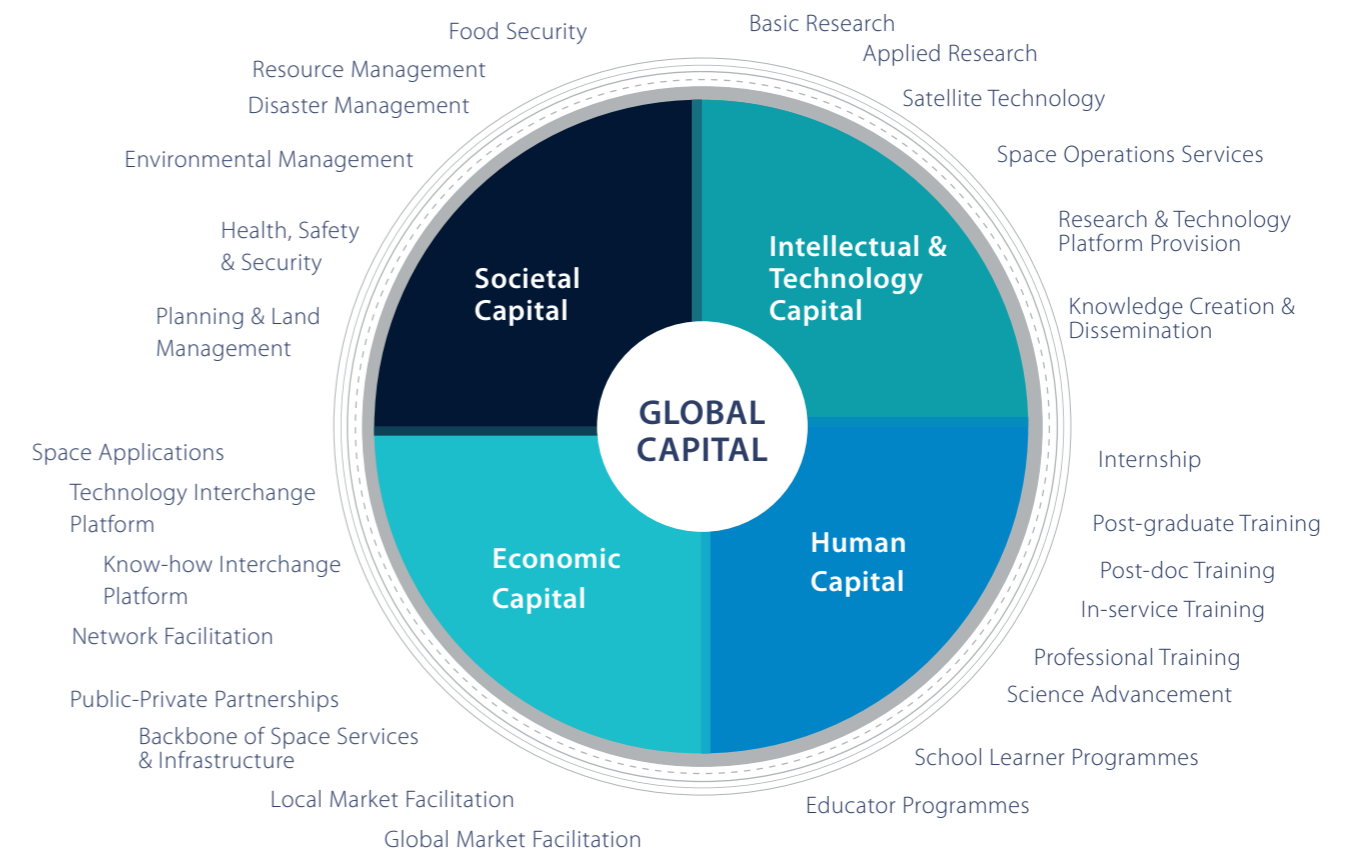 Food Security
Resource Management
Disaster Management
Environmental Management
Health, Safety
& Security
Planning & Land
Management
Societal
Capital
Basic Research
Applied Research
Satellite Technology
Space Operations Services
Research & Technology
Platform Provision
Knowledge Creation &
Dissemination
Intellectual &
Technology
Capital
GLOBAL
CAPITAL
Space Applications
Technology Interchange
Platform
Know-how Interchange
Platform
Network Facilitation
Public-Private Partnerships
Backbone of Space Services
& Infrastructure
Local Market Facilitation
Global Market Facilitation
Economic
Capital
Human
Capital
Internship
Post-graduate Training
Post-doc Training
In-service Training
Professional Training
Science Advancement
School Learner Programmes
Educator Programmes